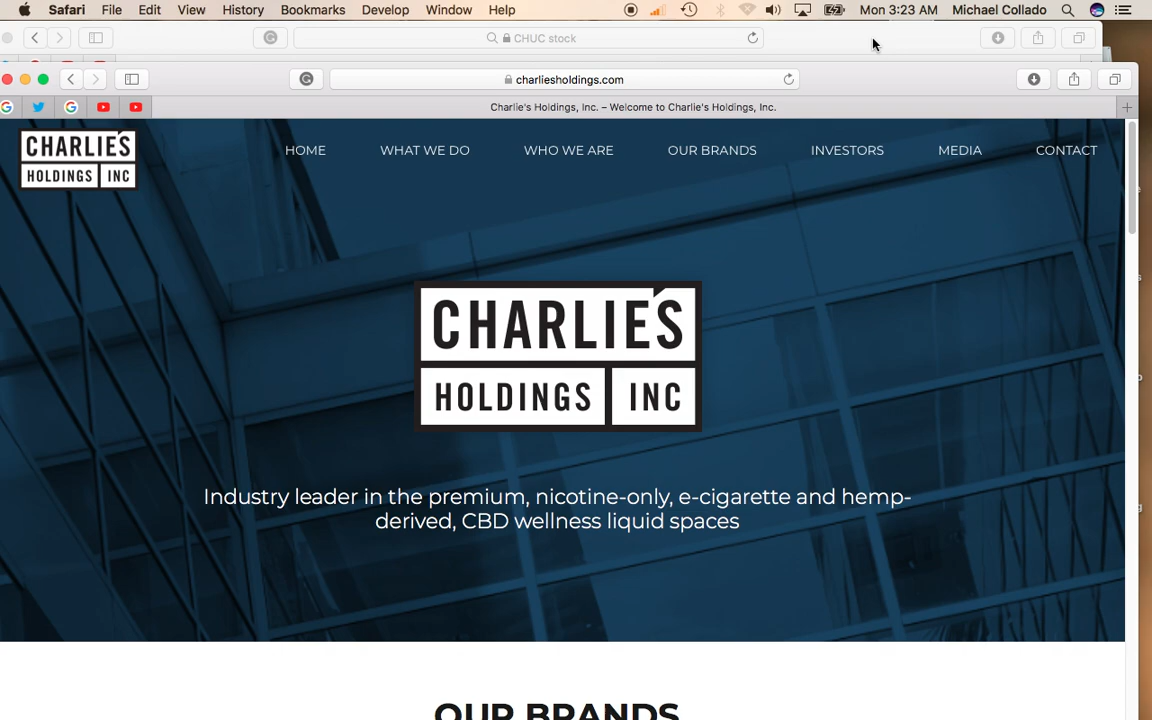 Safari File Edit View History Bookmarks Develop Window Help Mon 3:23 AM Michael Collado
CHUC stock
charliesholdings.com
Charlie's Holdings, Inc. – Welcome to Charlie's Holdings, Inc.
CHARLIE'S
HOLDINGS INC
HOME WHAT WE DO WHO WE ARE OUR BRANDS INVESTORS MEDIA CONTACT
CHARLIE'S
HOLDINGS INC
Industry leader in the premium, nicotine-only, e-cigarette and hemp-
derived, CBD wellness liquid spaces
OUR BRANDS